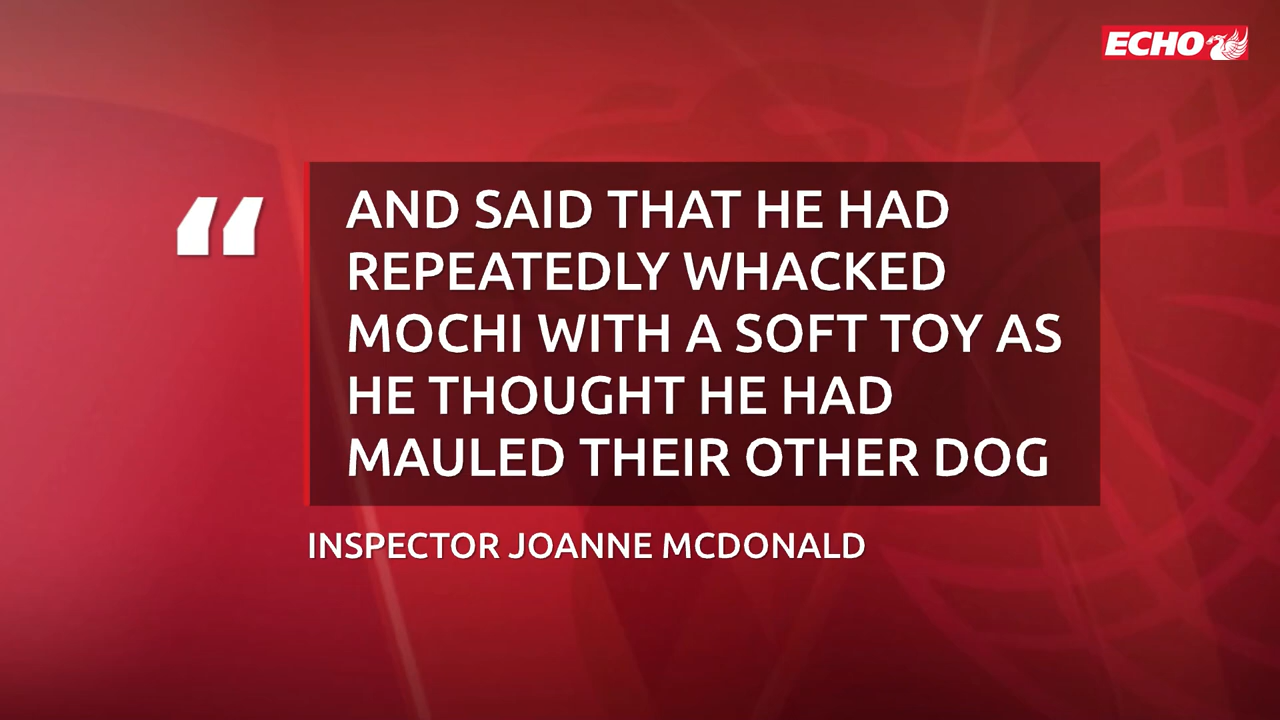 ECHO
“
AND SAID THAT HE HAD
REPEATEDLY WHACKED
MOCHI WITH A SOFT TOY AS
HE THOUGHT HE HAD
MAULED THEIR OTHER DOG
INSPECTOR JOANNE MCDONALD